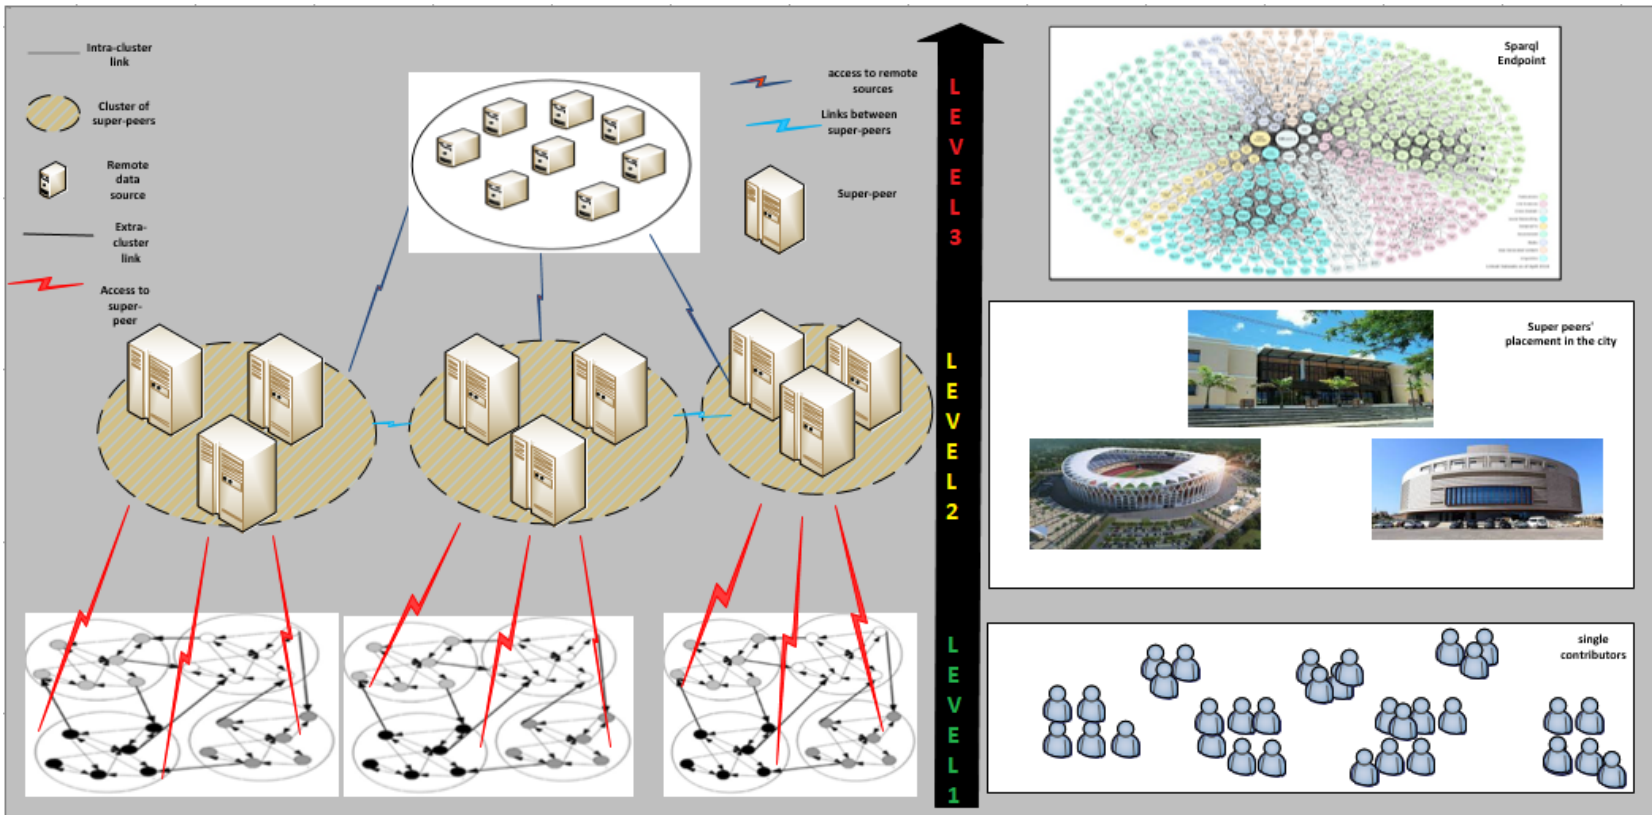 Intra-cluster
link
Cluster of
super-peers
Remote
data
source
Extra-
cluster
link
Access to
super-
peer
access to remote
sources
Links between
super-peers
Super-peer
L
E
V
E
L
3
L
E
V
E
L
2
L
E
V
E
L
1
Sparql
Endpoint
Super peers'
placement in the city
single
contributors